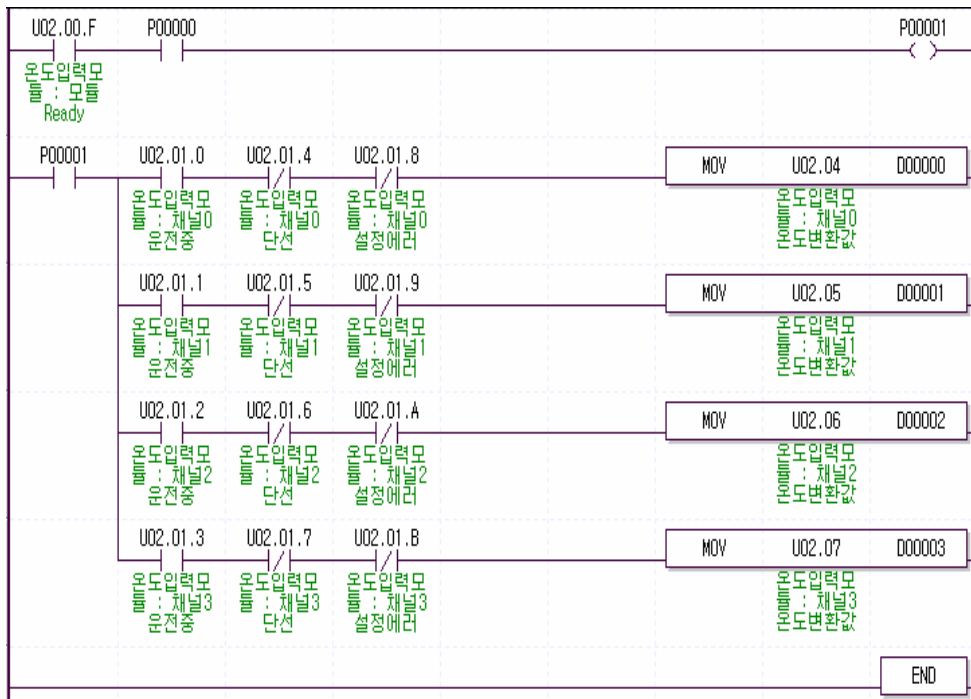 U02.00.F P00000 P00001
온도입력모
듈 : 모듈
Ready
P00001 U02.01.0 U02.01.4 U02.01.8 MOV U02.04 D00000
온도입력모 온도입력모 온도입력모 온도입력모
듈 : 채널0 듈 : 채널0 듈 : 채널0 듈 : 채널0
운전중 단선 설정에러 온도변환값
U02.01.1 U02.01.5 U02.01.9 MOV U02.05 D00001
온도입력모 온도입력모 온도입력모 온도입력모
듈 : 채널1 듈 : 채널1 듈 : 채널1 듈 : 채널1
운전중 단선 설정에러 온도변환값
U02.01.2 U02.01.6 U02.01.A MOV U02.06 D00002
온도입력모 온도입력모 온도입력모 온도입력모
듈 : 채널2 듈 : 채널2 듈 : 채널2 듈 : 채널2
운전중 단선 설정에러 온도변환값
U02.01.3 U02.01.7 U02.01.B MOV U02.07 D00003
온도입력모 온도입력모 온도입력모 온도입력모
듈 : 채널3 듈 : 채널3 듈 : 채널3 듈 : 채널3
운전중 단선 설정에러 온도변환값
END